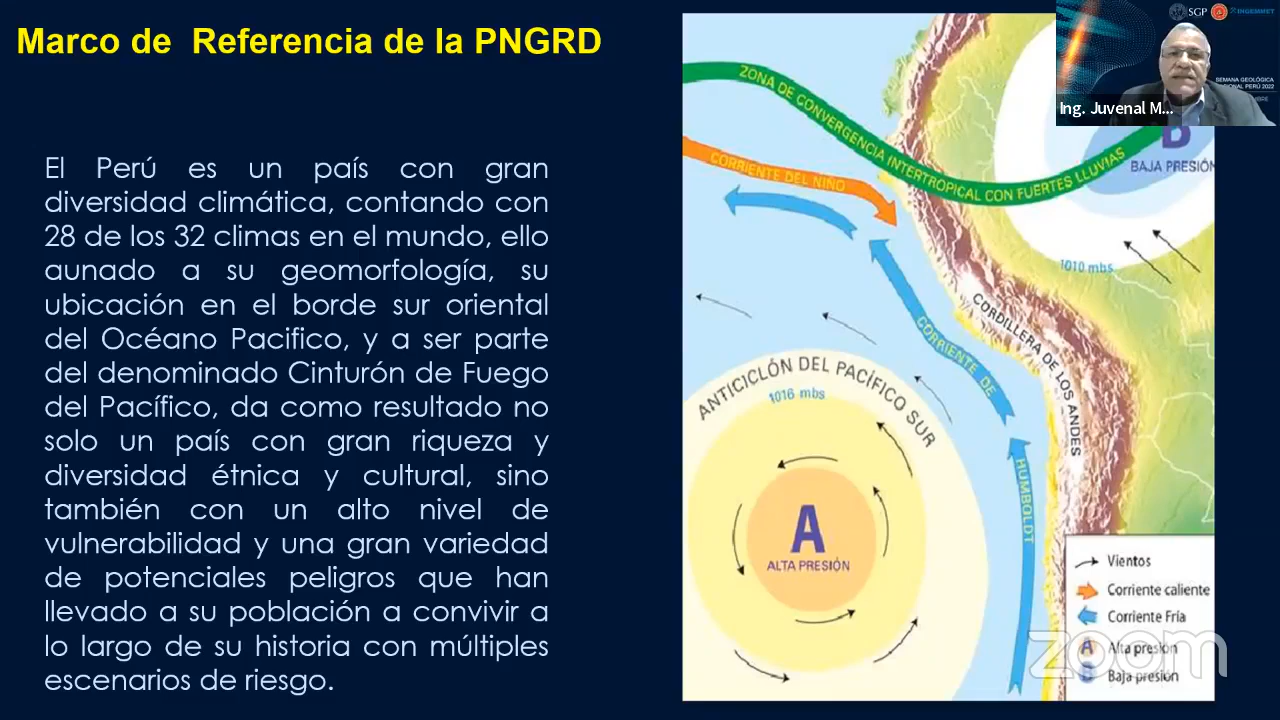 Marco de Referencia de la PNGRD
El Perú es un país con gran
diversidad climática, contando con
28 de los 32 climas en el mundo, ello
aunado a su geomorfología, su
ubicación en el borde sur oriental
del Océano Pacifico, y a ser parte
del denominado Cinturón de Fuego
del Pacífico, da como resultado no
solo un país con gran riqueza y
diversidad étnica y cultural, sino
también con un alto nivel de
vulnerabilidad y una gran variedad
de potenciales peligros que han
llevado a su población a convivir a
lo largo de su historia con múltiples
escenarios de riesgo.
ZONA DE CONVERGENCIA INTERTROPICAL CON FUERTES LLUVIAS
CORRIENTE DEL NIÑO
B
BAJA PRESIÓN
1010 mbs
CORDILLERA DE LOS ANDES
CORRIENTE DE
HUMBOLDT
ANTICICLÓN DEL PACÍFICO SUR
1016 mbs
A
ALTA PRESIÓN
Vientos
Corriente caliente
Corriente Fría
A Alta presión
Baja presión
zoom
SGP
INGEMMET
SEMANA GEOLÓGICA
PERÚ 2022
Ing. Juvenal M...